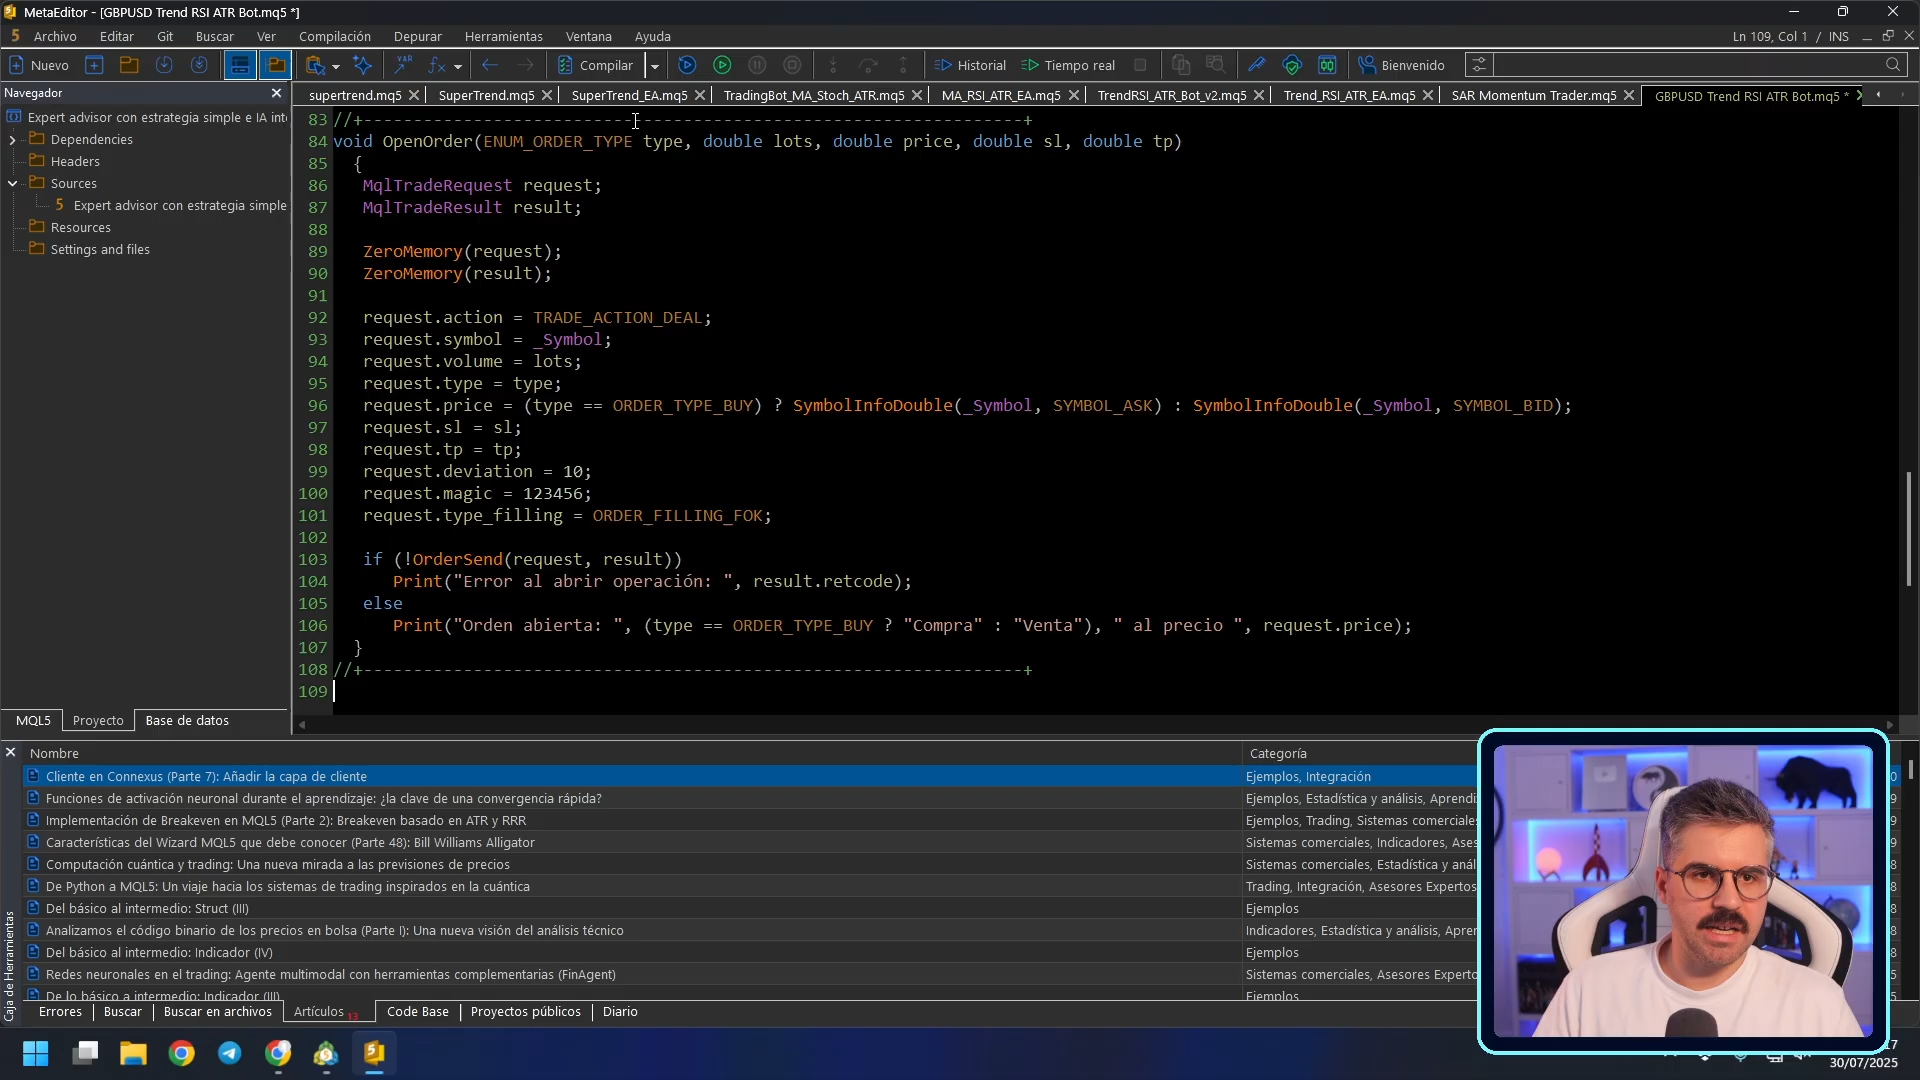 MetaEditor - [GBPUSD Trend RSI ATR Bot.mq5 *]
Archivo Editar Git Buscar Ver Compilación Depurar Herramientas Ventana Ayuda
Ln 109, Col 1 / INS
Nuevo Compilar Historial Tiempo real Bienvenido
Navegador
supertrend.mq5 SuperTrend.mq5 SuperTrend_EA.mq5 TradingBot_MA_Stoch_ATR.mq5 MA_RSI_ATR_EA.mq5 TrendRSI_ATR_Bot_v2.mq5 Trend_RSI_ATR_EA.mq5 SAR Momentum Trader.mq5 GBPUSD Trend RSI ATR Bot.mq5 *
Expert advisor con estrategia simple e IA inte
Dependencies
Headers
Sources
Expert advisor con estrategia simple
Resources
Settings and files
MQL5 Proyecto Base de datos
83 //+------------------------------------------------------------------+
84 void OpenOrder(ENUM_ORDER_TYPE type, double lots, double price, double sl, double tp)
85 {
86 MqlTradeRequest request;
87 MqlTradeResult result;
88
89 ZeroMemory(request);
90 ZeroMemory(result);
91
92 request.action = TRADE_ACTION_DEAL;
93 request.symbol = _Symbol;
94 request.volume = lots;
95 request.type = type;
96 request.price = (type == ORDER_TYPE_BUY) ? SymbolInfoDouble(_Symbol, SYMBOL_ASK) : SymbolInfoDouble(_Symbol, SYMBOL_BID);
97 request.sl = sl;
98 request.tp = tp;
99 request.deviation = 10;
100 request.magic = 123456;
101 request.type_filling = ORDER_FILLING_FOK;
102
103 if (!OrderSend(request, result))
104 Print("Error al abrir operación: ", result.retcode);
105 else
106 Print("Orden abierta: ", (type == ORDER_TYPE_BUY ? "Compra" : "Venta"), " al precio ", request.price);
107 }
108 //+------------------------------------------------------------------+
109
Nombre Categoría
Cliente en Connexus (Parte 7): Añadir la capa de cliente Ejemplos, Integración
Funciones de activación neuronal durante el aprendizaje: ¿la clave de una convergencia rápida? Ejemplos, Estadística y análisis, Aprendi
Implementación de Breakeven en MQL5 (Parte 2): Breakeven basado en ATR y RRR Ejemplos, Trading, Sistemas comerciale
Características del Wizard MQL5 que debe conocer (Parte 48): Bill Williams Alligator Sistemas comerciales, Indicadores, Ases
Computación cuántica y trading: Una nueva mirada a las previsiones de precios Sistemas comerciales, Estadística y anál
De Python a MQL5: Un viaje hacia los sistemas de trading inspirados en la cuántica Trading, Integración, Asesores Expertos
Del básico al intermedio: Struct (III) Ejemplos
Analizamos el código binario de los precios en bolsa (Parte I): Una nueva visión del análisis técnico Indicadores, Estadística y análisis, Apren
Del básico al intermedio: Indicador (IV) Ejemplos
Redes neuronales en el trading: Agente multimodal con herramientas complementarias (FinAgent) Sistemas comerciales, Asesores Experto
De lo básico a intermedio: Indicador (III) Ejemplos
Caja de Herramientas
Errores Buscar Buscar en archivos Artículos 13 Code Base Proyectos públicos Diario
30/07/2025